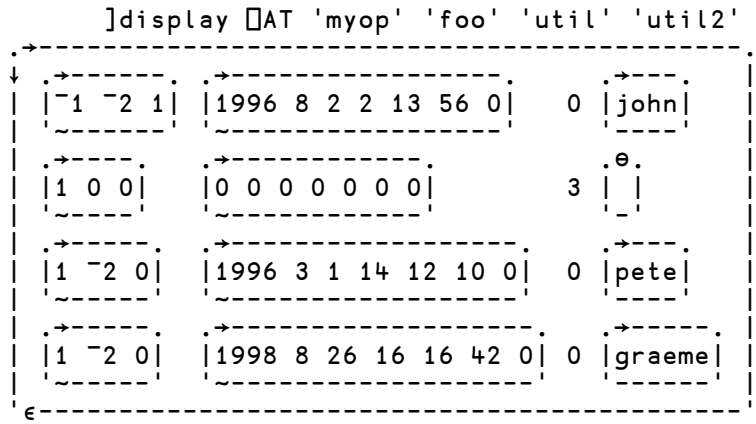 ]display ⎕AT 'myop' 'foo' 'util' 'util2'
.→--------------------------------------------.
↓ .→------.  .→------------------.    .→---.   |
| |¯1 ¯2 1|  |1996 8 2 2 13 56 0|   0 |john|   |
| '~------'  '~-----------------'     '----'   |
| .→----.    .→------------.          .⊖.      |
| |1 0 0|    |0 0 0 0 0 0 0|        3 | |      |
| '~----'    '~------------'          '-'      |
| .→-----.   .→-------------------.   .→---.   |
| |1 ¯2 0|   |1996 3 1 14 12 10 0|  0 |pete|   |
| '~-----'   '~------------------'    '----'   |
| .→-----.   .→--------------------.  .→-----. |
| |1 ¯2 0|   |1998 8 26 16 16 42 0| 0 |graeme| |
| '~-----'   '~-------------------'   '------' |
'∊--------------------------------------------'